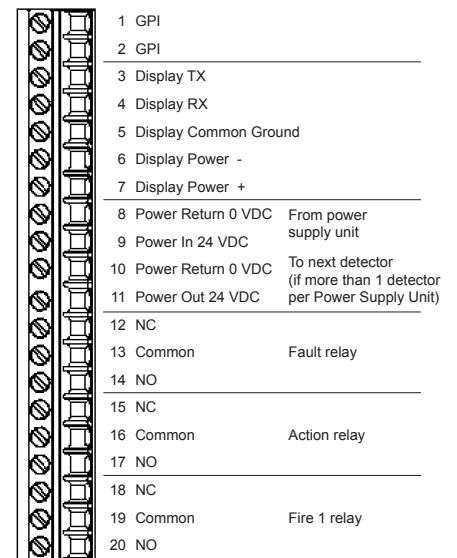 1 GPI
2 GPI
3 Display TX
4 Display RX
5 Display Common Ground
6 Display Power -
7 Display Power +
8 Power Return 0 VDC
9 Power In 24 VDC
From power
supply unit
10 Power Return 0 VDC
11 Power Out 24 VDC
To next detector
(if more than 1 detector
per Power Supply Unit)
12 NC
13 Common Fault relay
14 NO
15 NC
16 Common Action relay
17 NO
18 NC
19 Common Fire 1 relay
20 NO